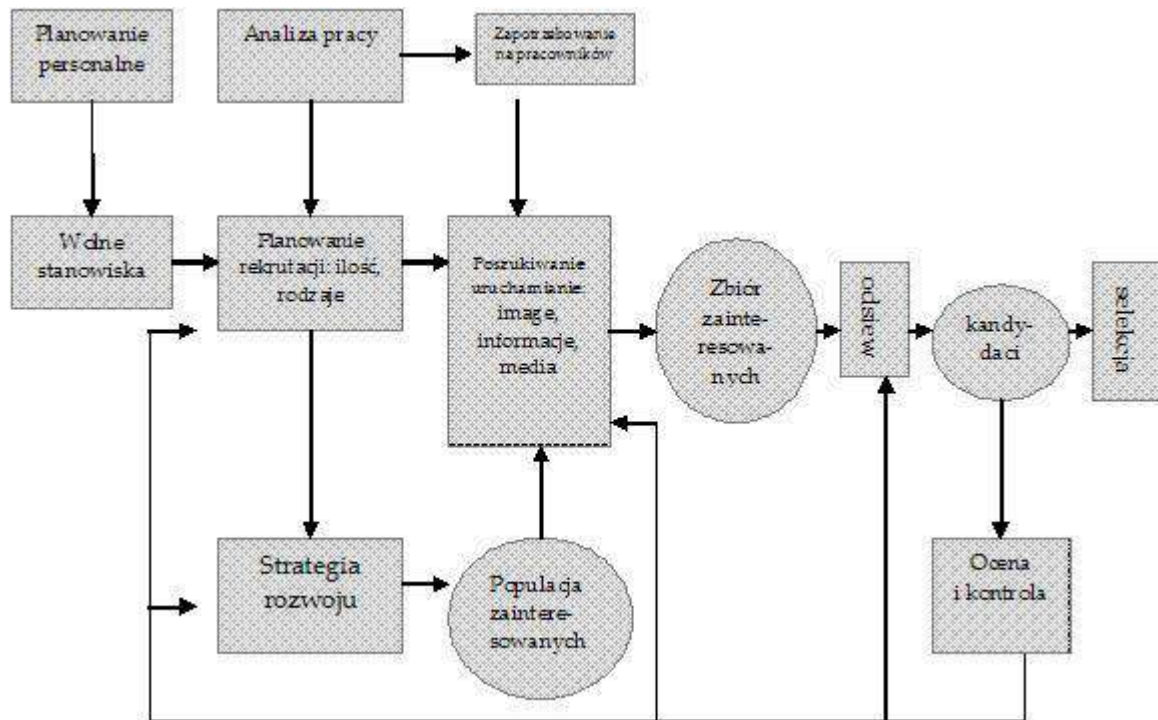 Planowanie
personalne
Analiza pracy
Zapotrzebowanie
na pracowników
Wolne
stanowiska
Planowanie
rekrutacji: ilość,
rodzaje
Poszukiwanie
uruchamianie:
image,
informacje,
media
Zbiór
zainte-
resowa-
nych
odsiew
kandy-
daci
selekcja
Strategia
rozwoju
Populacja
zaintere-
sowanych
Ocena
i kontrola